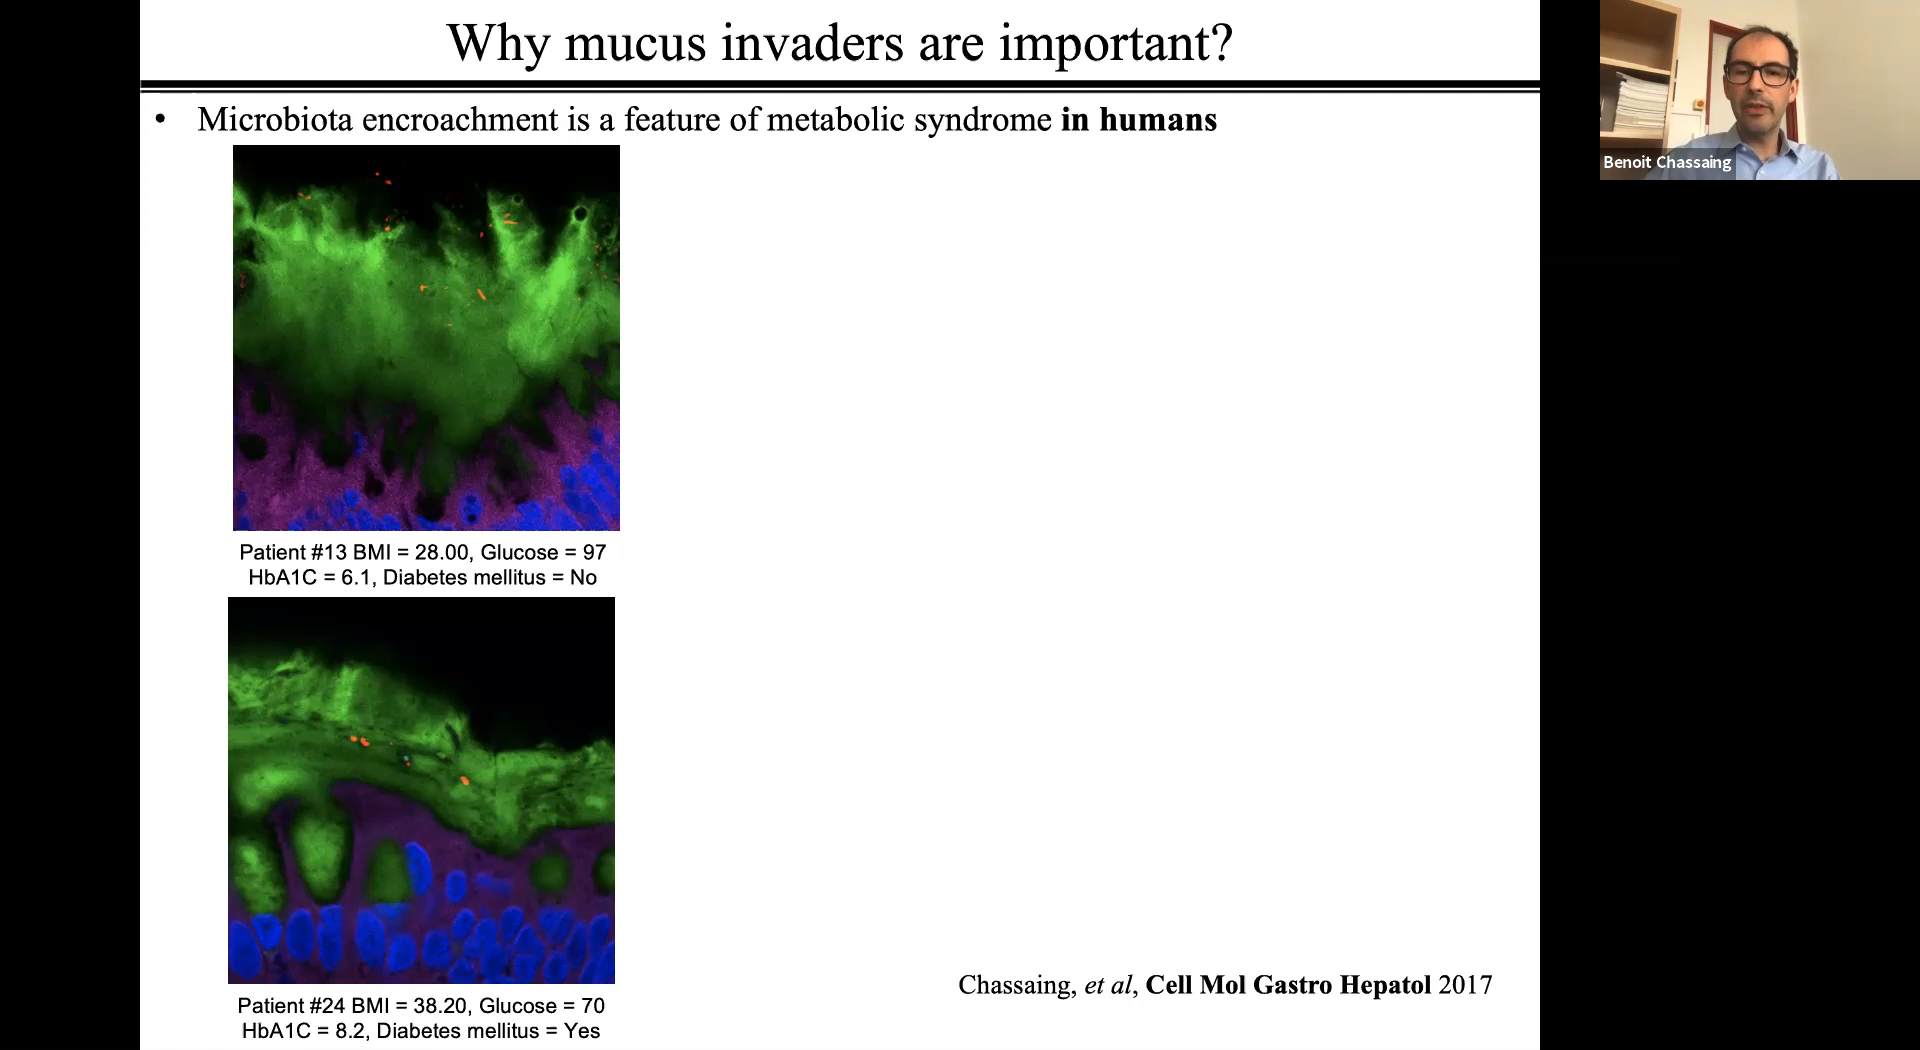 Why mucus invaders are important?
• Microbiota encroachment is a feature of metabolic syndrome in humans
Patient #13 BMI = 28.00, Glucose = 97
HbA1C = 6.1, Diabetes mellitus = No
Patient #24 BMI = 38.20, Glucose = 70
HbA1C = 8.2, Diabetes mellitus = Yes
Chassaing, et al, Cell Mol Gastro Hepatol 2017
Benoit Chassaing